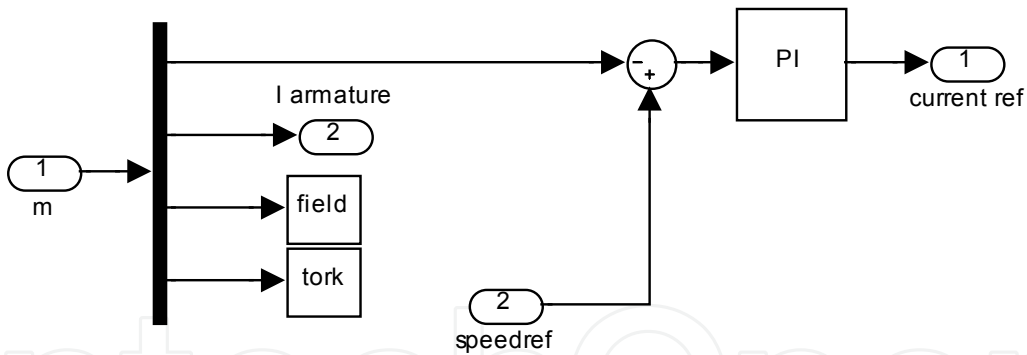 PI
1
current ref
I armature
2
1
m
field
tork
2
speedref